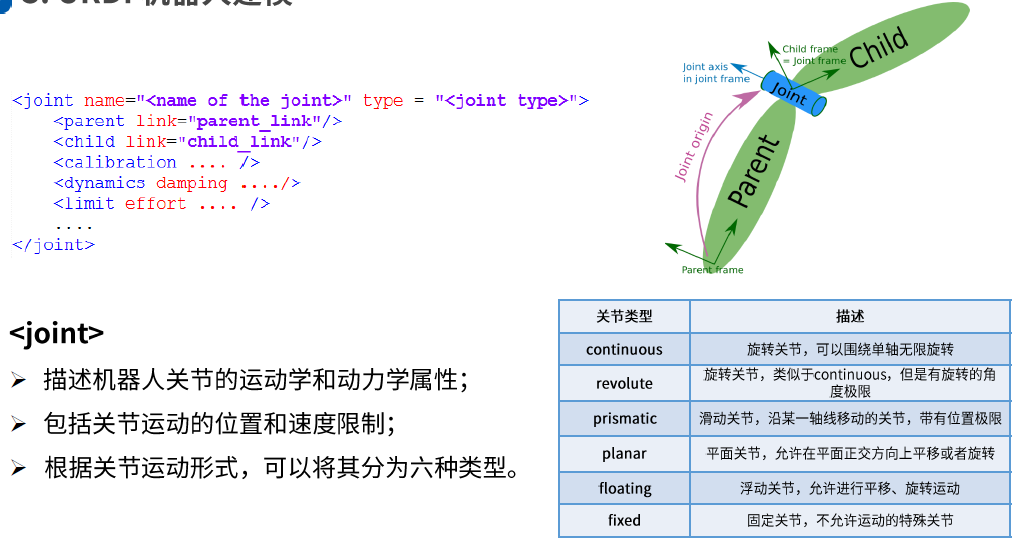 <joint name="<name of the joint>" type = "<joint type>">
<parent link="parent_link"/>
<child link="child_link"/>
<calibration .... />
<dynamics damping ..../>
<limit effort .... />
....
</joint>
Child frame
= Joint frame
Child
Joint axis
in joint frame
Joint
Joint origin
Parent
Parent frame
<joint>
➢ 描述机器人关节的运动学和动力学属性；
➢ 包括关节运动的位置和速度限制；
➢ 根据关节运动形式，可以将其分为六种类型。
关节类型 描述
continuous 旋转关节，可以围绕单轴无限旋转
revolute 旋转关节，类似于continuous，但是有旋转的角
度极限
prismatic 滑动关节，沿某一轴线移动的关节，带有位置极限
planar 平面关节，允许在平面正交方向上平移或者旋转
floating 浮动关节，允许进行平移、旋转运动
fixed 固定关节，不允许运动的特殊关节